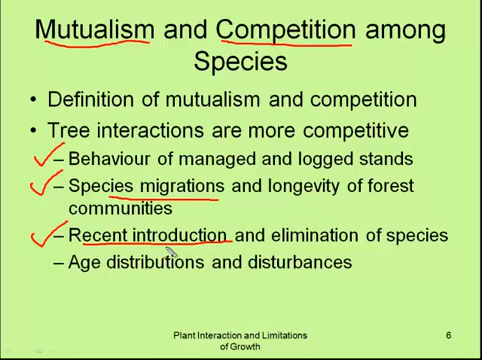 Mutualism and Competition among
Species
• Definition of mutualism and competition
• Tree interactions are more competitive
– Behaviour of managed and logged stands
– Species migrations and longevity of forest
communities
– Recent introduction and elimination of species
– Age distributions and disturbances
Plant Interaction and Limitations
of Growth
6